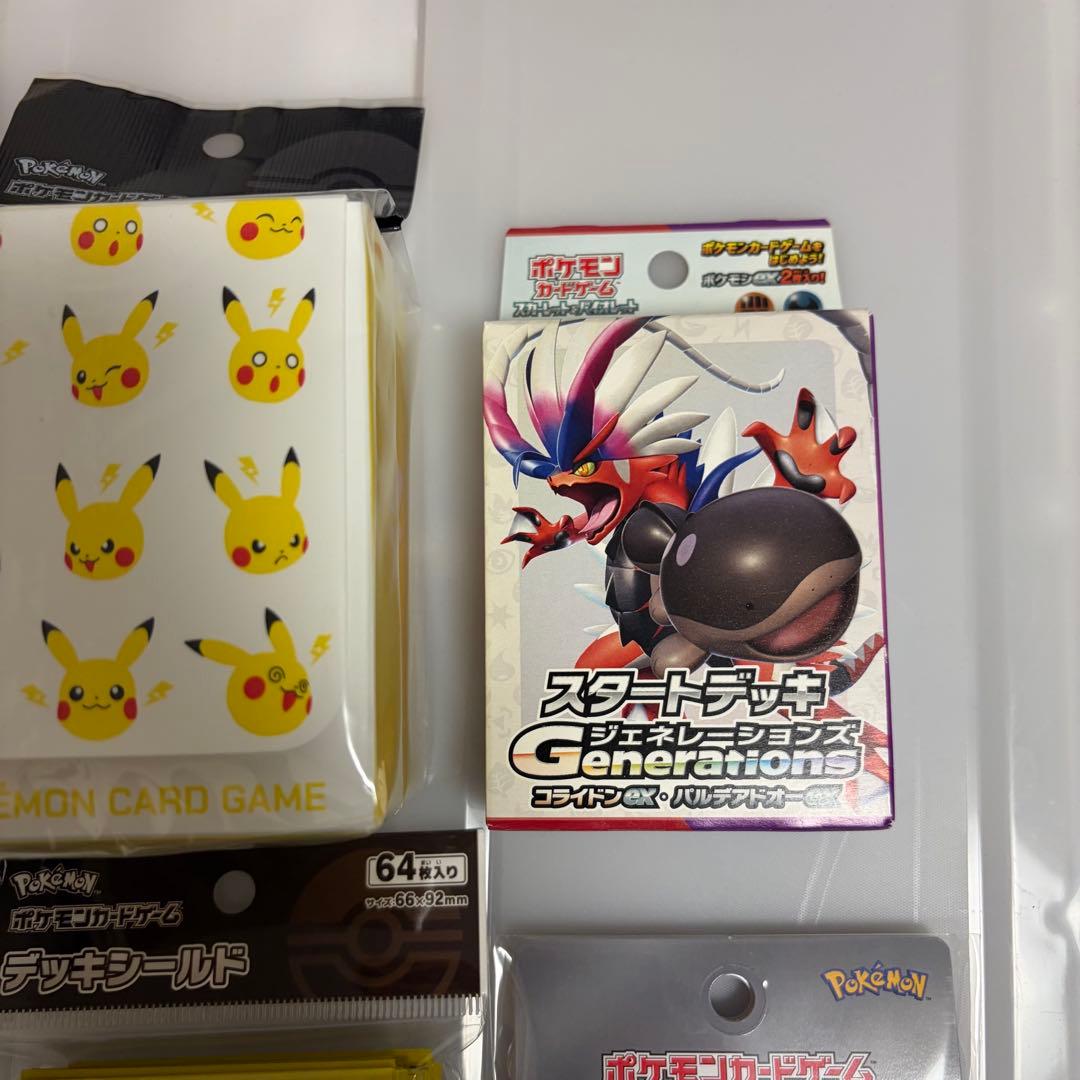 POKéMON
ポケモンカードゲーム
ÉMON CARD GAME
ポケモン
カードゲーム
スカーレット&バイオレット
ポケモンカードゲームを
はじめよう!
ポケモンex2枚入り!
スタートデッキ
ジェネレーションズ
Generations
コライドンex・パルデアドオーex
POKéMON
ポケモンカードゲーム
デッキシールド
64枚入り
まい い
サイズ:66×92mm
POKéMON
ポケモンカードゲーム